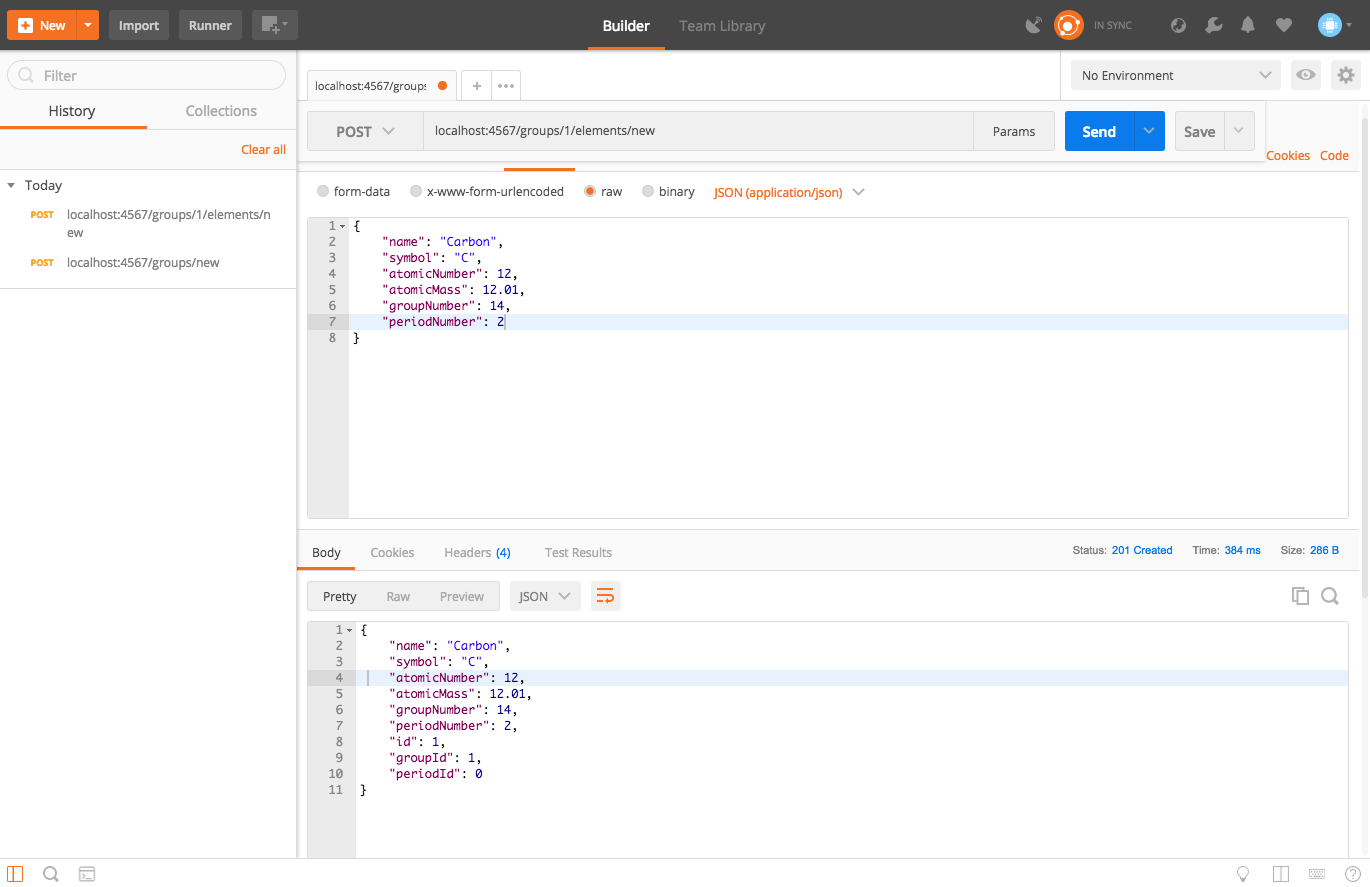 New
Import
Runner
Builder
Team Library
IN SYNC
Filter
History
Collections
Clear all
Today
POST localhost:4567/groups/1/elements/n
ew
POST localhost:4567/groups/new
localhost:4567/groups
No Environment
POST
localhost:4567/groups/1/elements/new
Params
Send
Save
Cookies
Code
form-data
x-www-form-urlencoded
raw
binary
JSON (application/json)
1 {
2 "name": "Carbon",
3 "symbol": "C",
4 "atomicNumber": 12,
5 "atomicMass": 12.01,
6 "groupNumber": 14,
7 "periodNumber": 2
8 }
Body
Cookies
Headers (4)
Test Results
Status: 201 Created
Time: 384 ms
Size: 286 B
Pretty
Raw
Preview
JSON
1 {
2 "name": "Carbon",
3 "symbol": "C",
4 "atomicNumber": 12,
5 "atomicMass": 12.01,
6 "groupNumber": 14,
7 "periodNumber": 2,
8 "id": 1,
9 "groupId": 1,
10 "periodId": 0
11 }